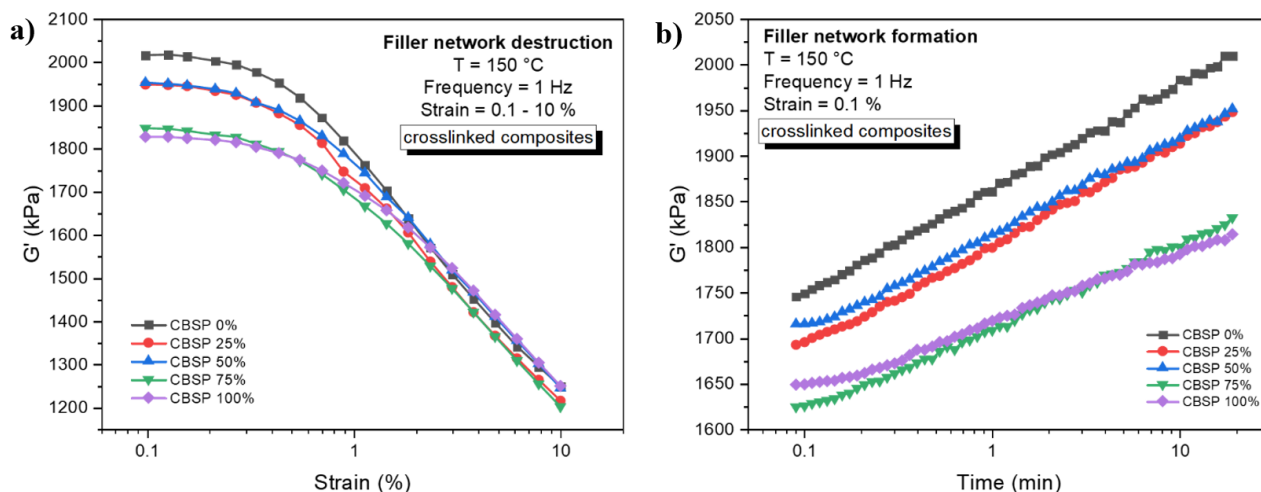 a)
2100
2000
1900
1800
1700
1600
1500
1400
1300
1200
G' (kPa)
0.1
1
10
Strain (%)
Filler network destruction
T = 150 °C
Frequency = 1 Hz
Strain = 0.1 - 10 %
crosslinked composites
CBSP 0%
CBSP 25%
CBSP 50%
CBSP 75%
CBSP 100%
b)
2050
2000
1950
1900
1850
1800
1750
1700
1650
1600
G' (kPa)
0.1
1
10
Time (min)
Filler network formation
T = 150 °C
Frequency = 1 Hz
Strain = 0.1 %
crosslinked composites
CBSP 0%
CBSP 25%
CBSP 50%
CBSP 75%
CBSP 100%